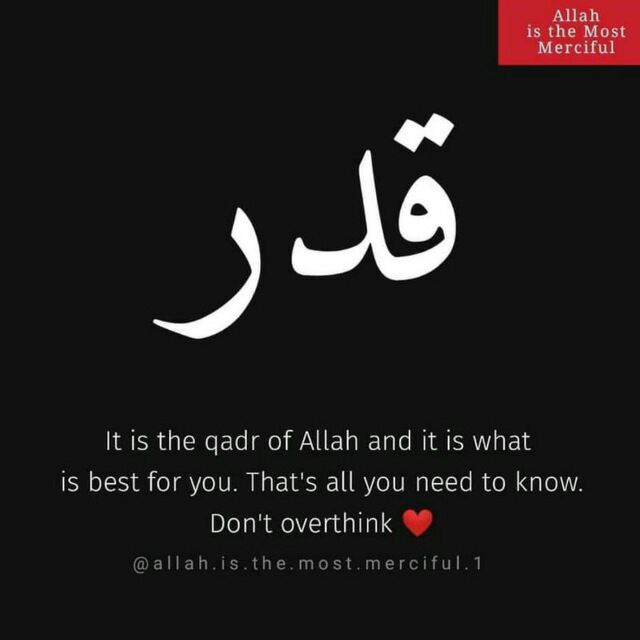 Allah
is the Most
Merciful
قدر
It is the qadr of Allah and it is what
is best for you. That's all you need to know.
Don't overthink ❤️
@allah.is.the.most.merciful.1